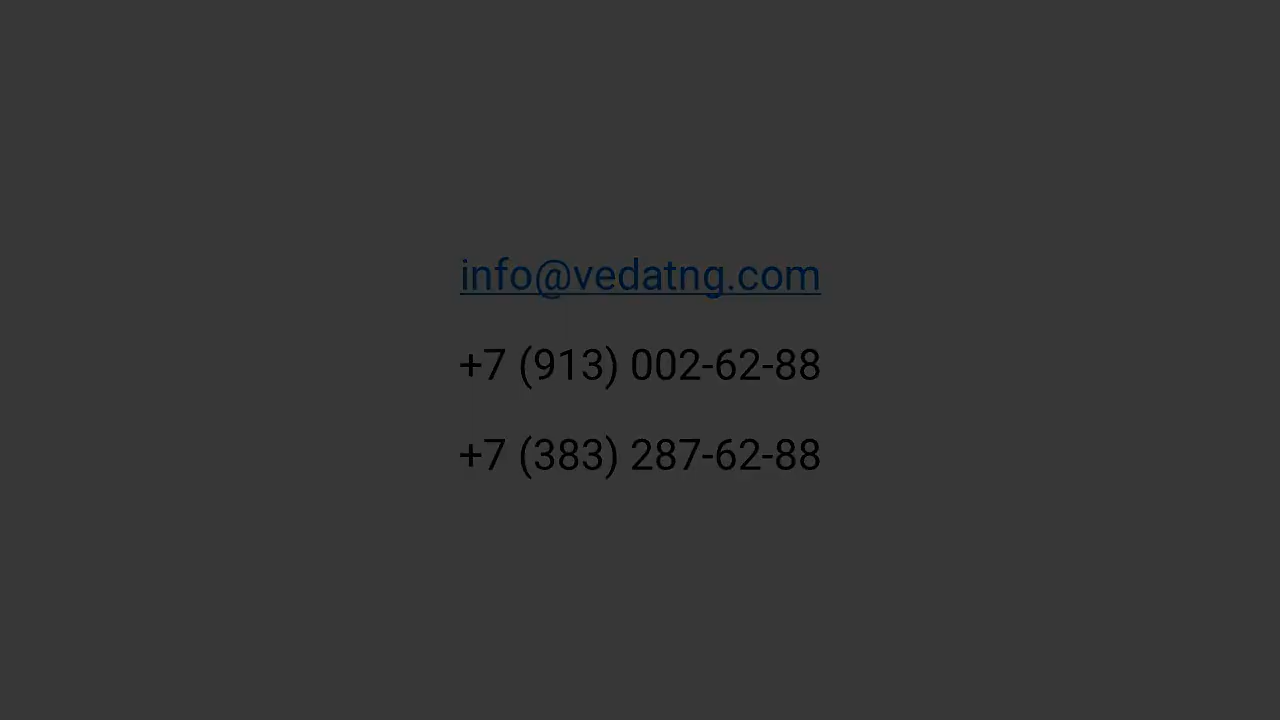 info@vedatng.com
+7 (913) 002-62-88
+7 (383) 287-62-88